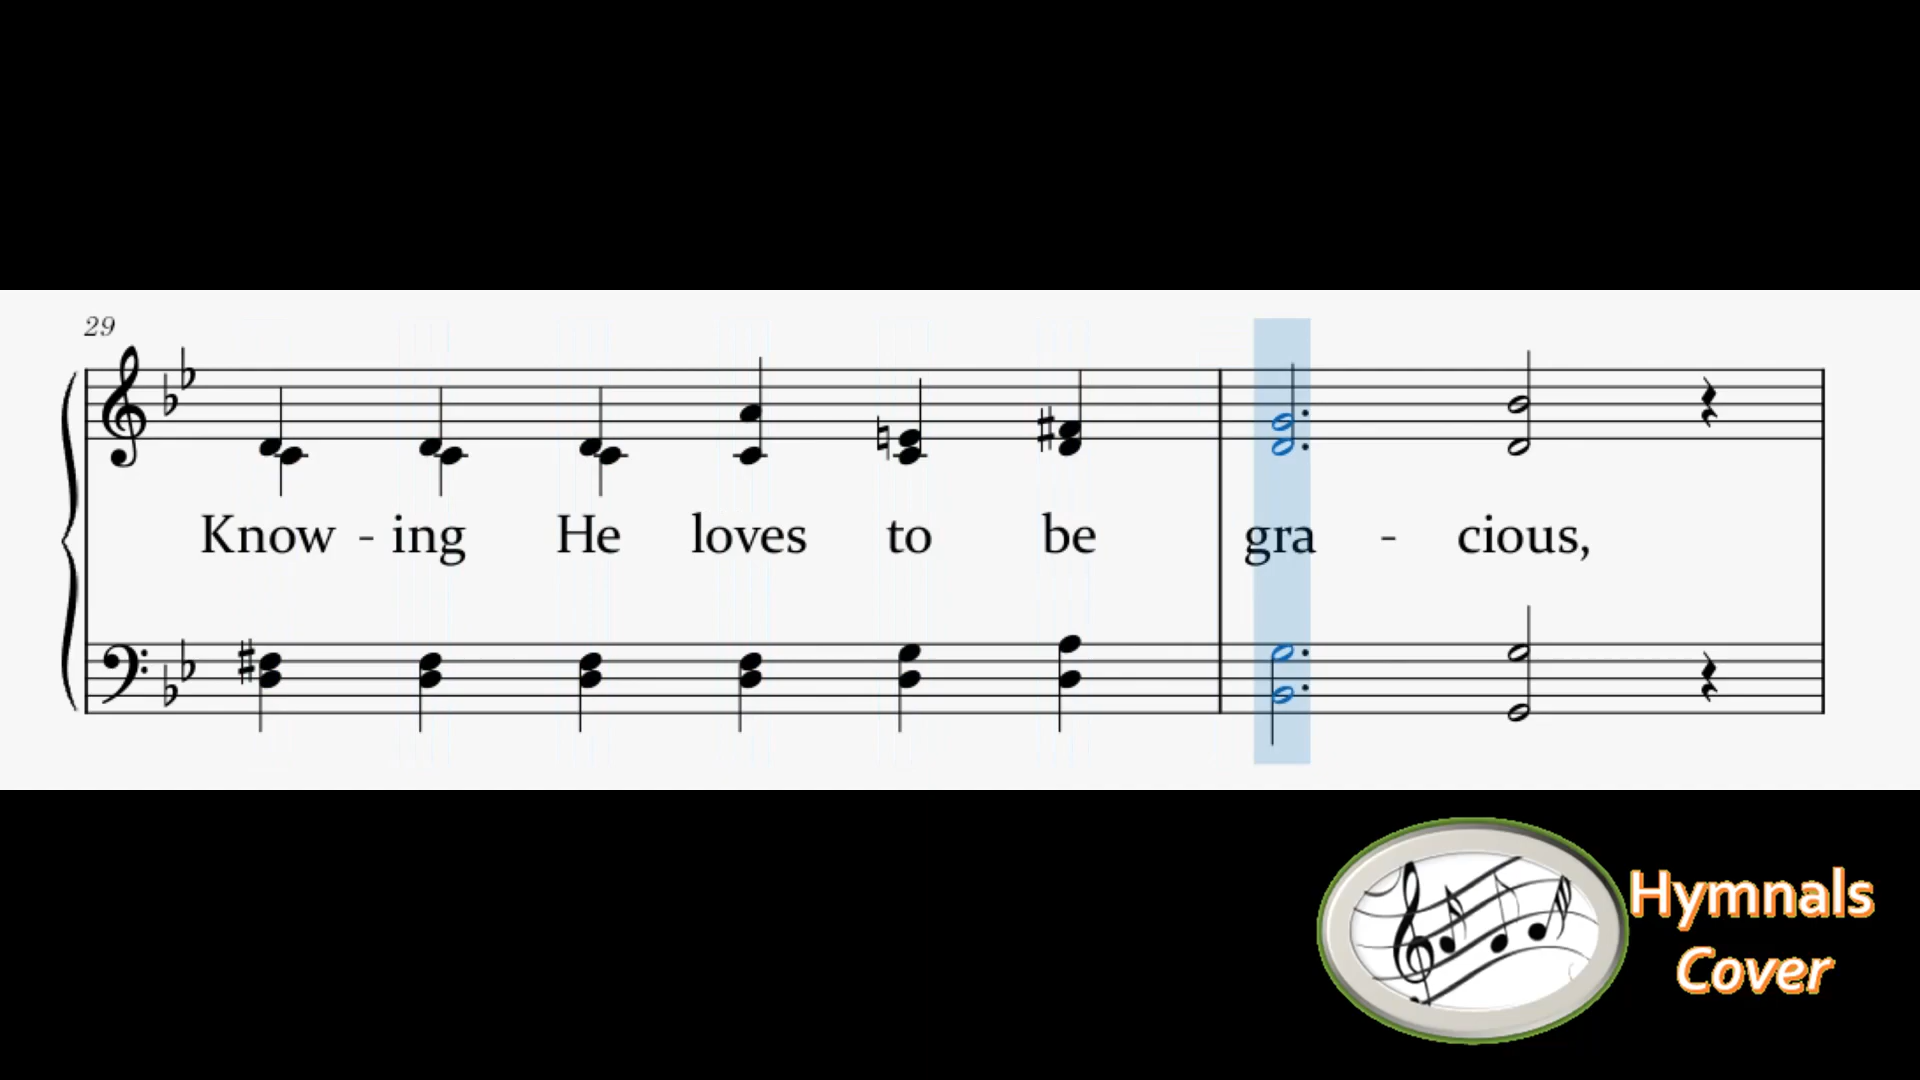 29
Know - ing He loves to be gra - cious,
Hymnals
Cover